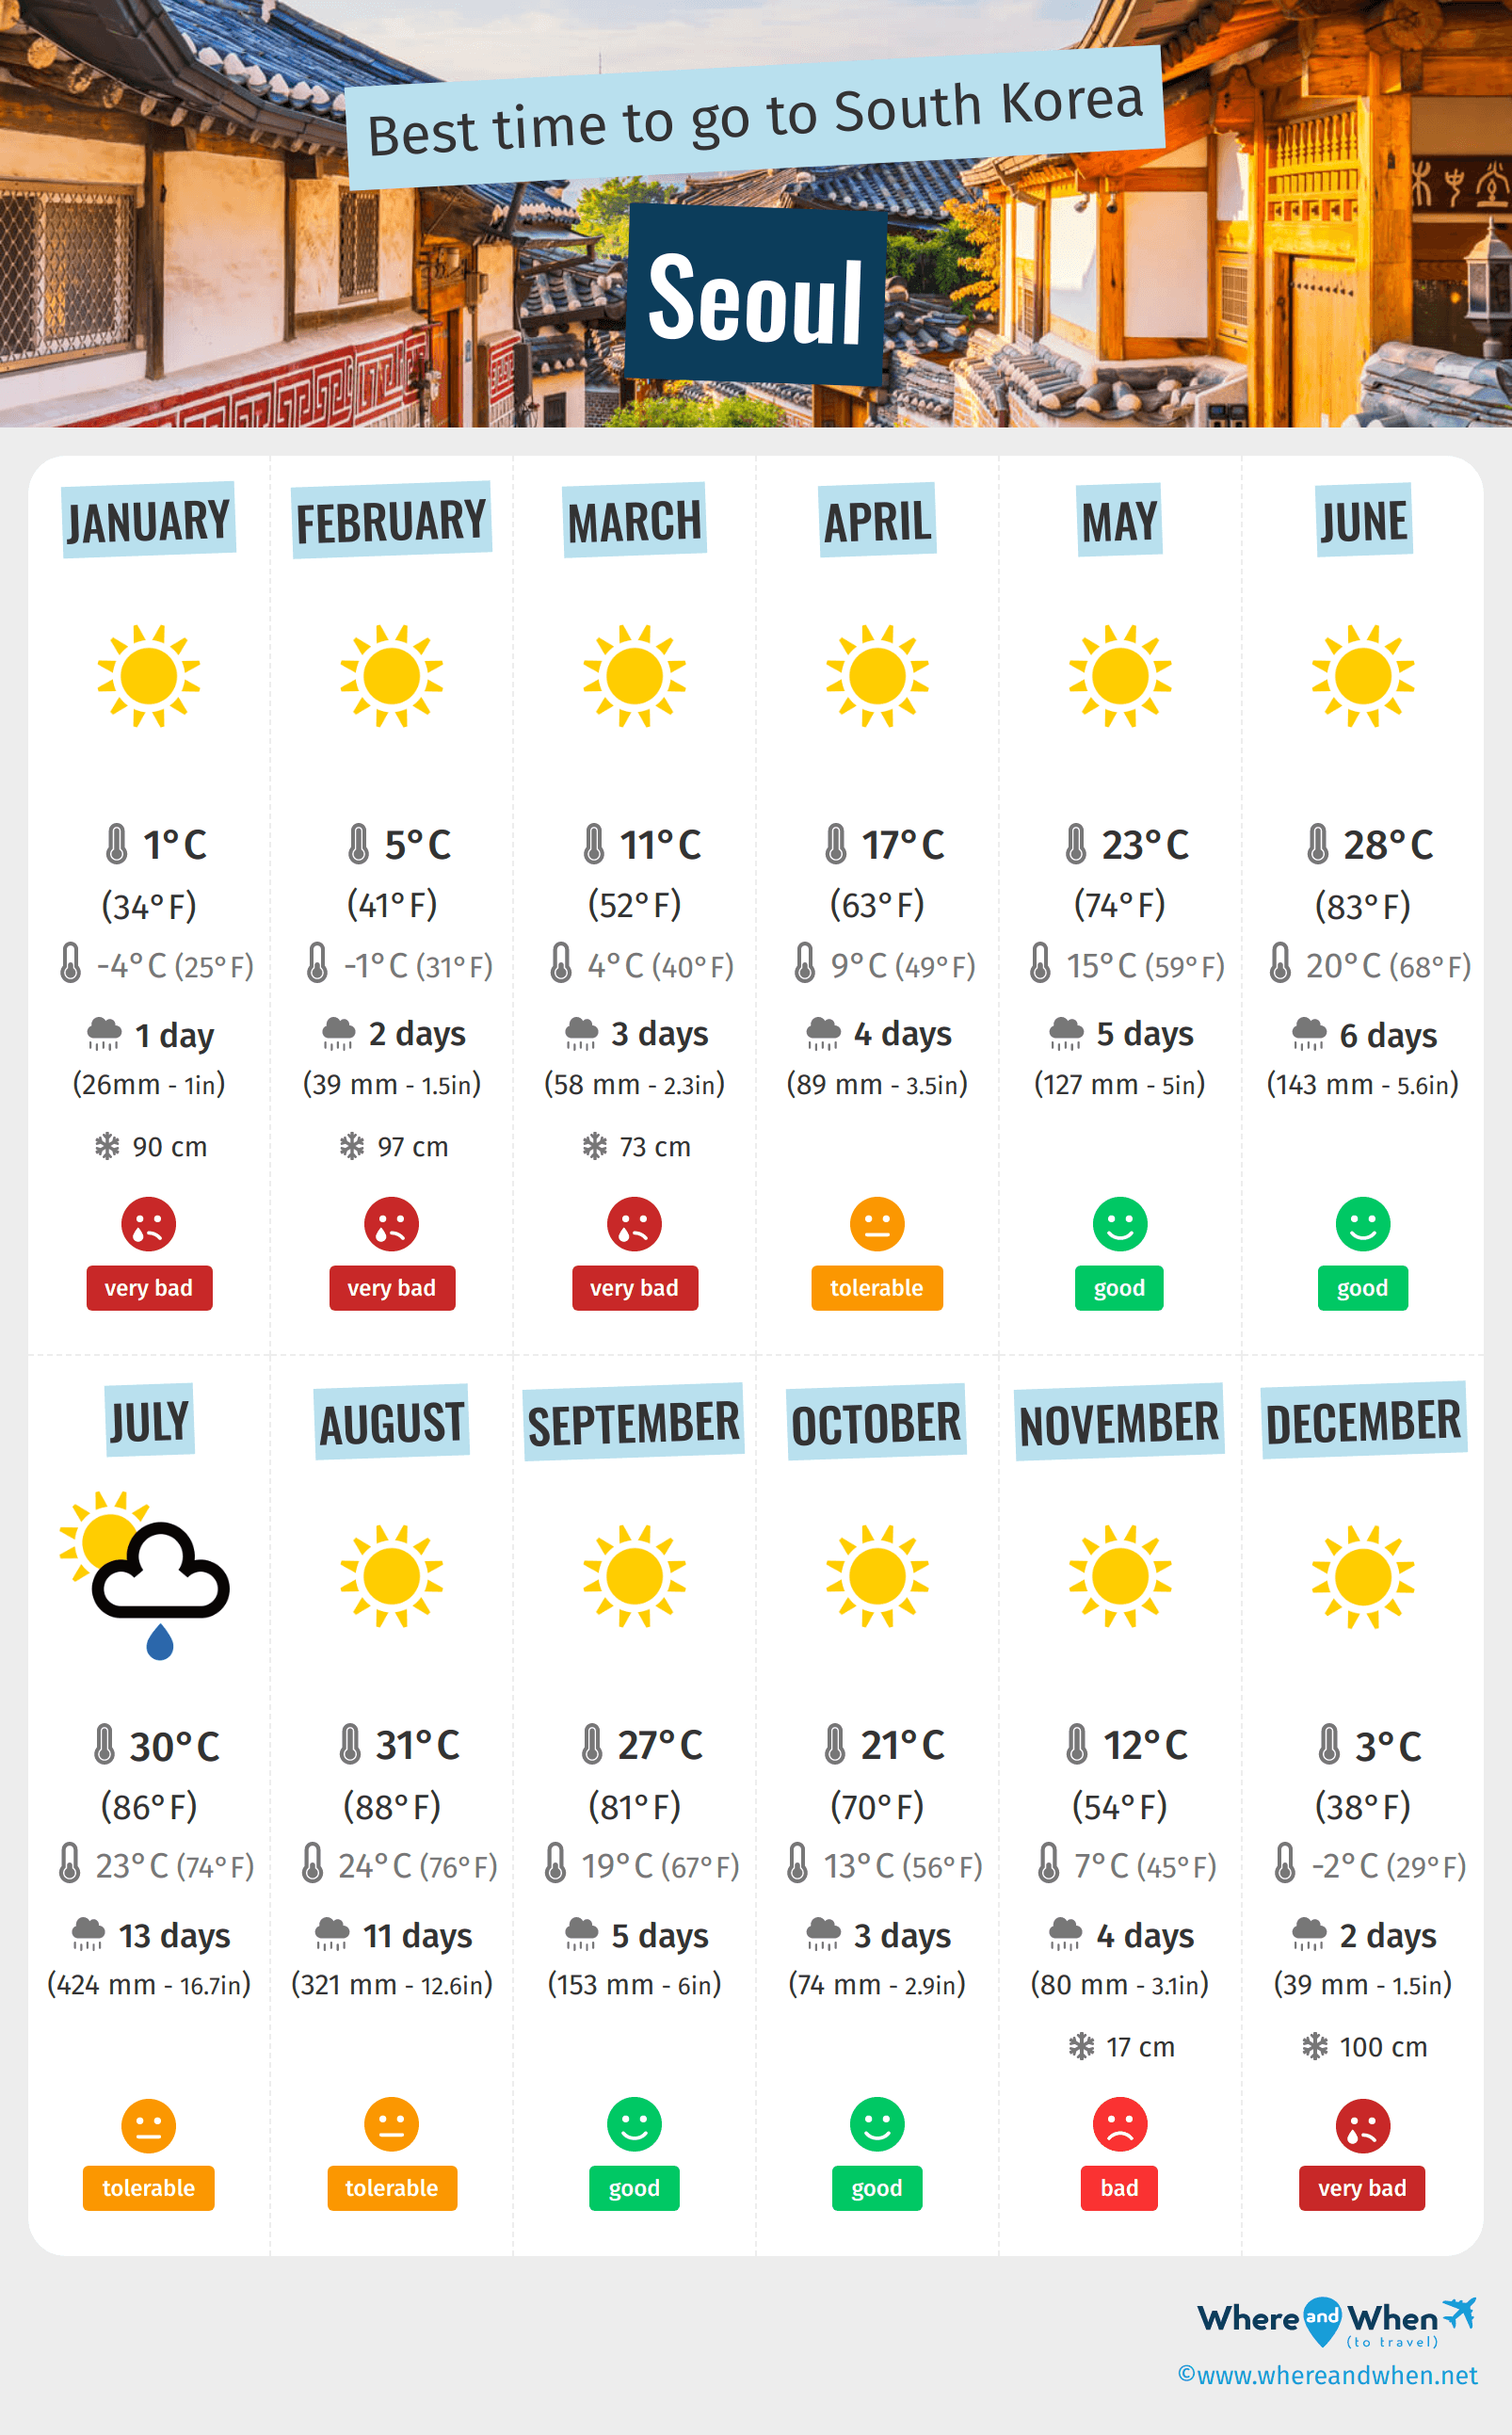 Best time to go to South Korea
Seoul
JANUARY FEBRUARY MARCH APRIL MAY JUNE
1°C 5°C 11°C 17°C 23°C 28°C
(34°F) (41°F) (52°F) (63°F) (74°F) (83°F)
-4°C (25°F) -1°C (31°F) 4°C (40°F) 9°C (49°F) 15°C (59°F) 20°C (68°F)
1 day 2 days 3 days 4 days 5 days 6 days
(26mm - 1in) (39 mm - 1.5in) (58 mm - 2.3in) (89 mm - 3.5in) (127 mm - 5in) (143 mm - 5.6in)
90 cm 97 cm 73 cm
very bad very bad very bad tolerable good good
JULY AUGUST SEPTEMBER OCTOBER NOVEMBER DECEMBER
30°C 31°C 27°C 21°C 12°C 3°C
(86°F) (88°F) (81°F) (70°F) (54°F) (38°F)
23°C (74°F) 24°C (76°F) 19°C (67°F) 13°C (56°F) 7°C (45°F) -2°C (29°F)
13 days 11 days 5 days 3 days 4 days 2 days
(424 mm - 16.7in) (321 mm - 12.6in) (153 mm - 6in) (74 mm - 2.9in) (80 mm - 3.1in) (39 mm - 1.5in)
17 cm 100 cm
tolerable tolerable good good bad very bad
Where and When
(to travel)
©www.whereandwhen.net